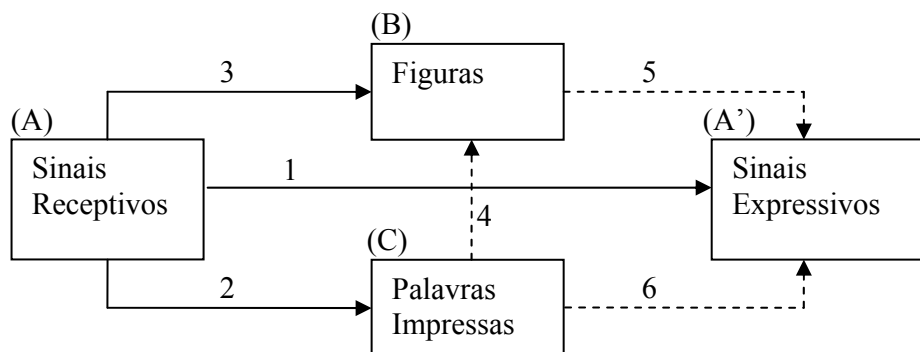 (B)
Figuras
3
5
(A)
Sinais
Receptivos
1
(A’)
Sinais
Expressivos
4
(C)
Palavras
Impressas
2
6